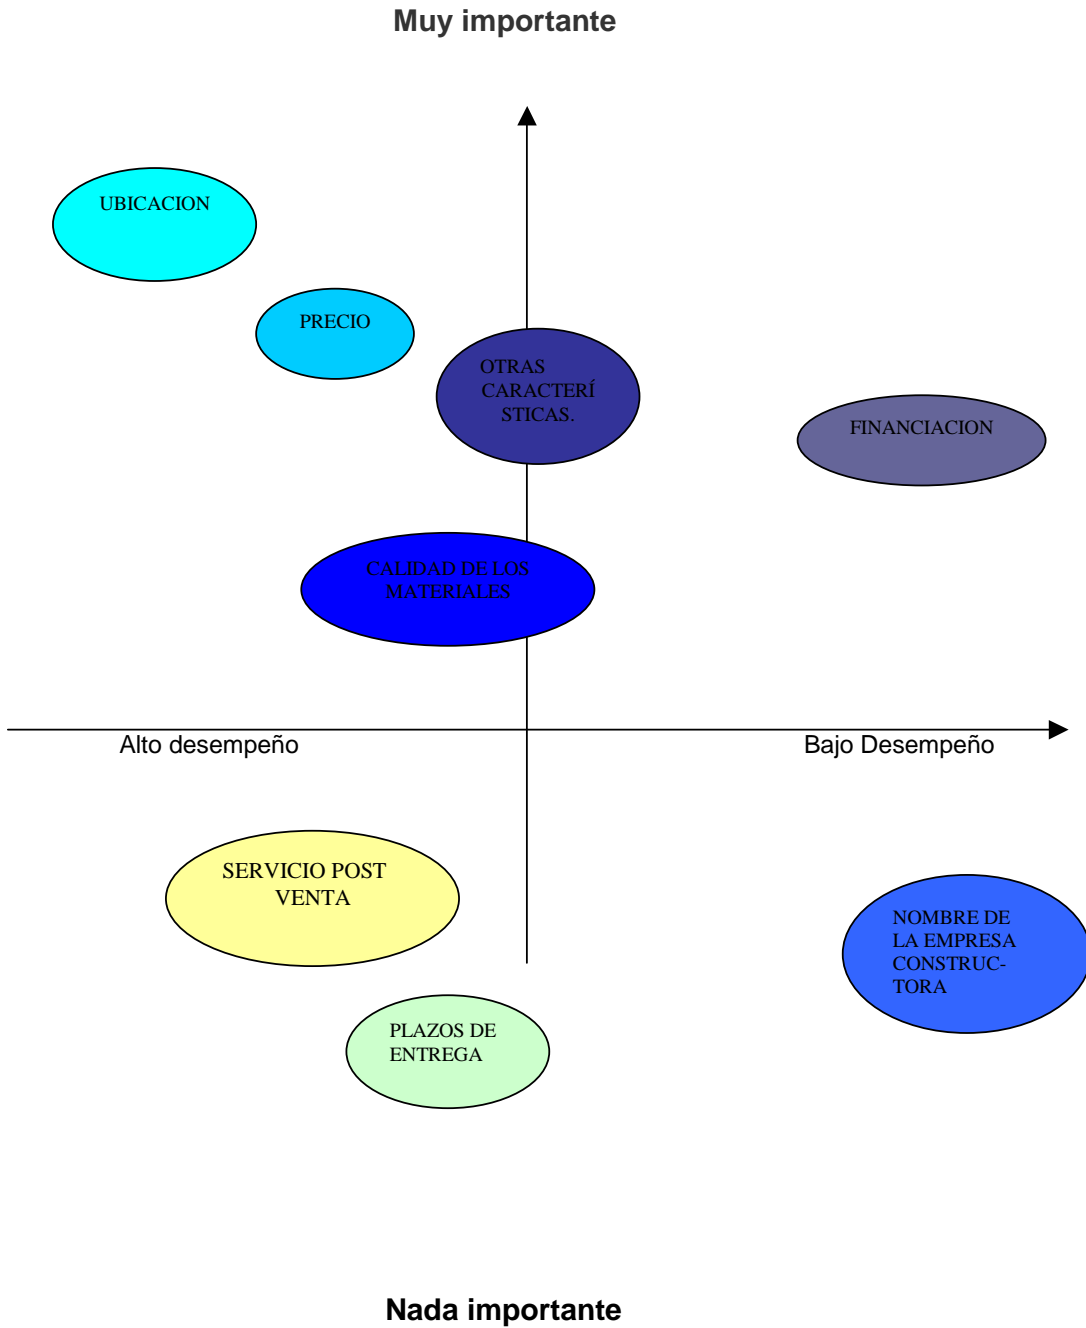 Muy importante
UBICACION
PRECIO
OTRAS
CARACTERÍ
STICAS.
FINANCIACION
CALIDAD DE LOS
MATERIALES
Alto desempeño
Bajo Desempeño
SERVICIO POST
VENTA
NOMBRE DE
LA EMPRESA
CONSTRUC-
TORA
PLAZOS DE
ENTREGA
Nada importante